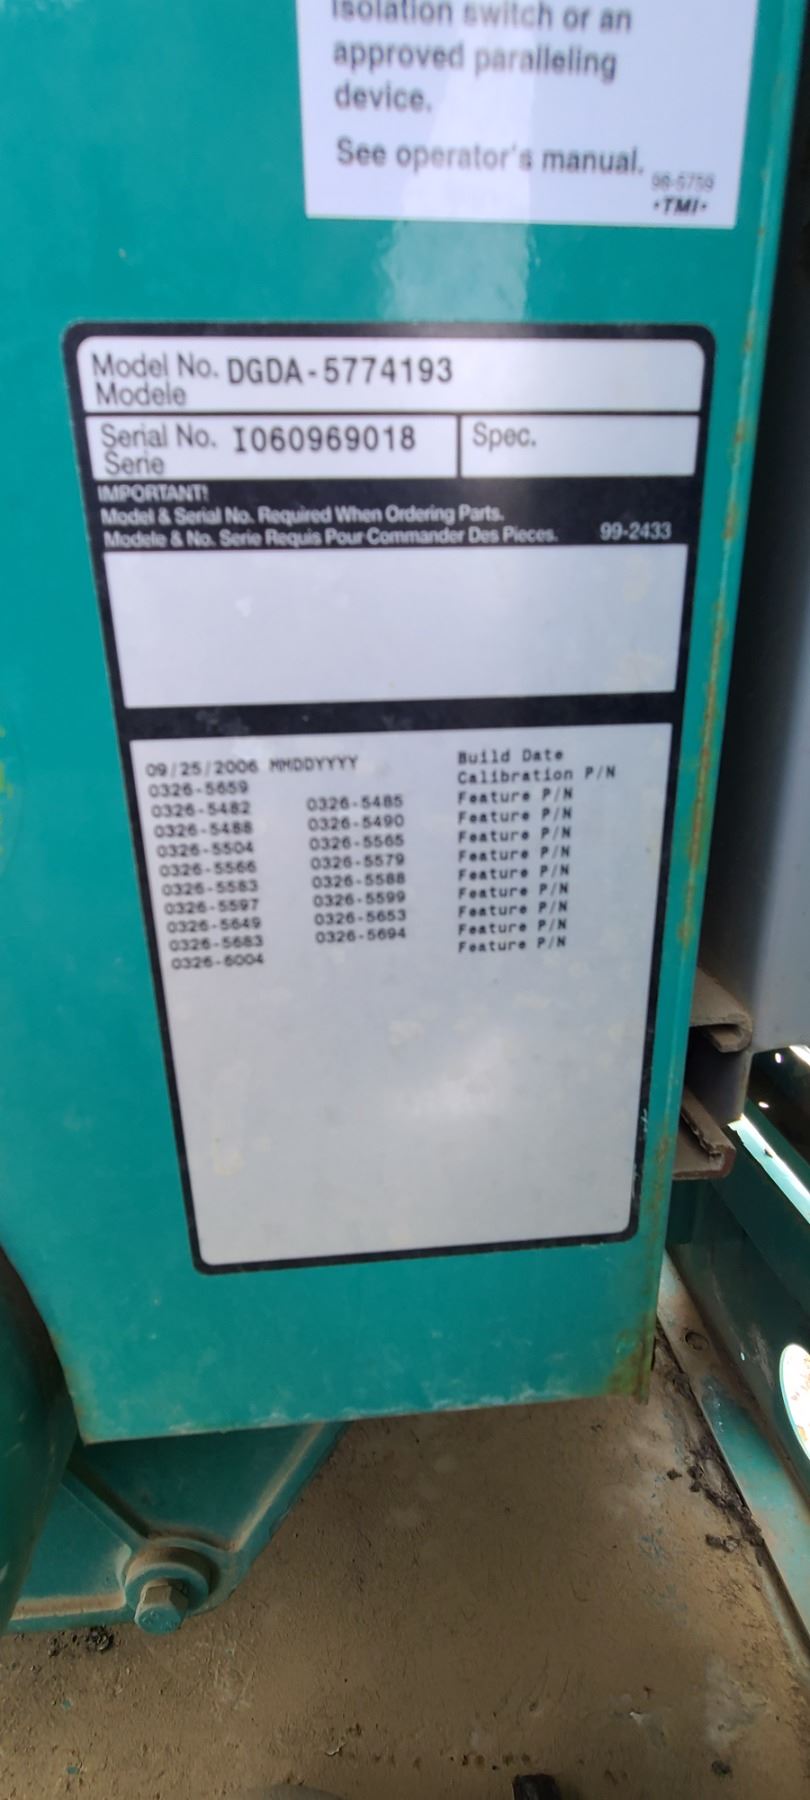 isolation switch or an
approved paralleling
device.
See operator's manual.
98-5759
•TMI•
Model No. DGDA-5774193
Modele
Serial No. I060969018 Spec.
Serie
IMPORTANT!
Model & Serial No. Required When Ordering Parts.
Modele & No. Serie Requis Pour Commander Des Pieces. 99-2433
09/25/2006 MMDDYYYY Build Date
0326-5659 Calibration P/N
0326-5482 0326-5485 Feature P/N
0326-5488 0326-5490 Feature P/N
0326-5504 0326-5565 Feature P/N
0326-5566 0326-5579 Feature P/N
0326-5583 0326-5588 Feature P/N
0326-5597 0326-5599 Feature P/N
0326-5649 0326-5653 Feature P/N
0326-5683 0326-5694 Feature P/N
0326-6004 Feature P/N